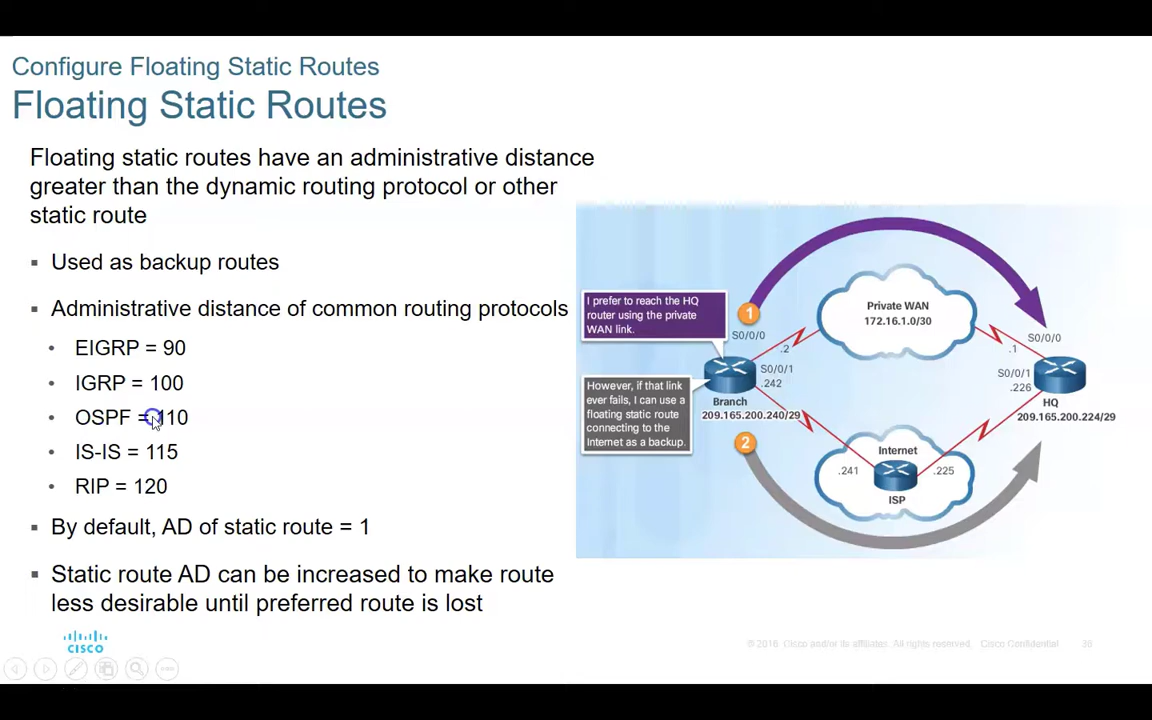 Configure Floating Static Routes
Floating Static Routes
Floating static routes have an administrative distance
greater than the dynamic routing protocol or other
static route
▪ Used as backup routes
▪ Administrative distance of common routing protocols
• EIGRP = 90
• IGRP = 100
• OSPF = 110
• IS-IS = 115
• RIP = 120
▪ By default, AD of static route = 1
▪ Static route AD can be increased to make route
less desirable until preferred route is lost
I prefer to reach the HQ
router using the private
WAN link.
1
S0/0/0
.2
Private WAN
172.16.1.0/30
S0/0/0
.1
S0/0/1
.242
S0/0/1
.226
Branch
209.165.200.240/29
HQ
209.165.200.224/29
However, if that link
ever fails, I can use a
floating static route
connecting to the
Internet as a backup.
2
Internet
.241
.225
ISP
CISCO
© 2016 Cisco and/or its affiliates. All rights reserved. Cisco Confidential
30